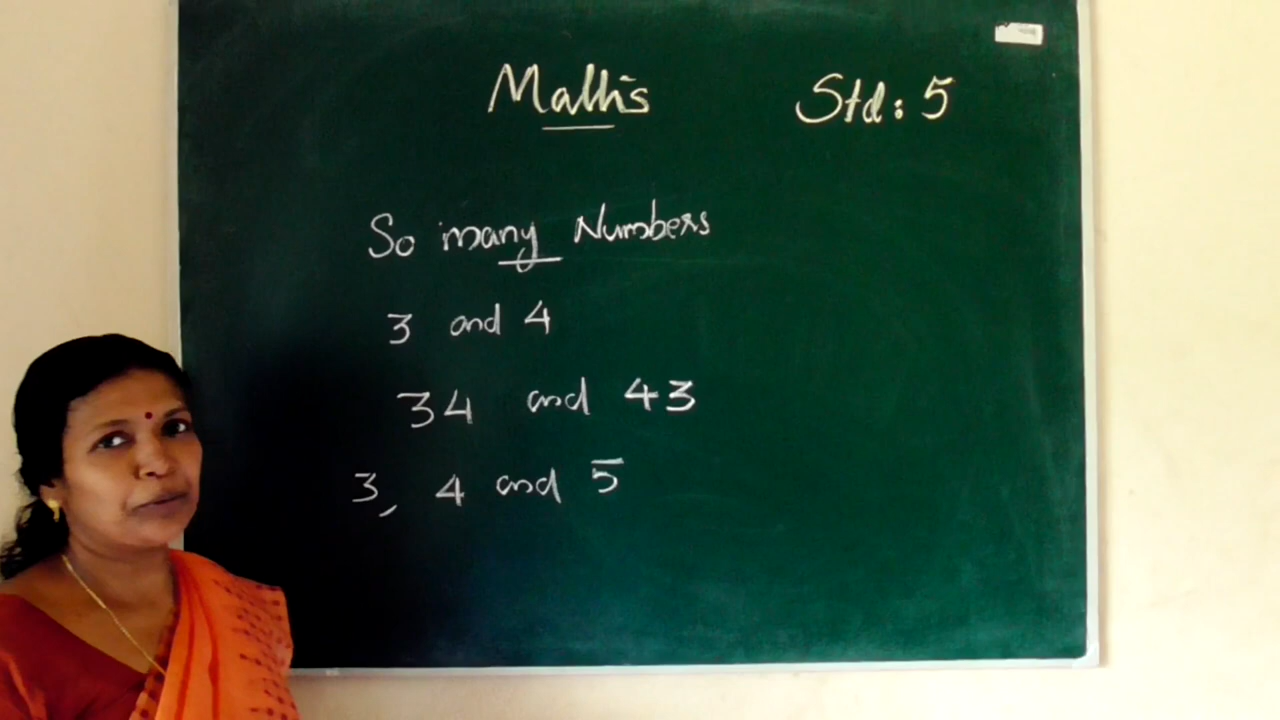 Maths Std: 5
So many Numbers
3 and 4
34 and 43
3, 4 and 5